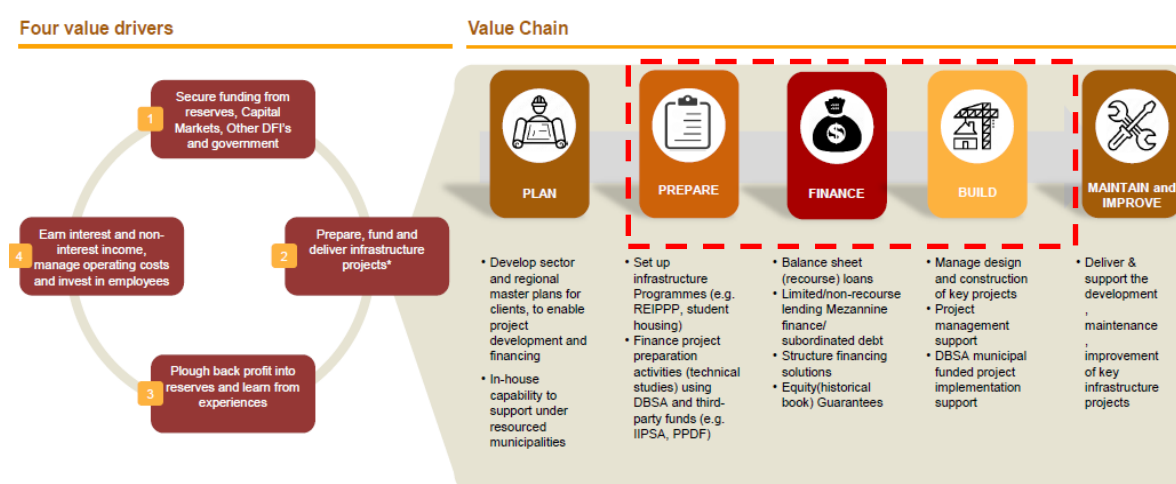 Four value drivers
1
Secure funding from
reserves, Capital
Markets, Other DFI's
and government
2
Prepare, fund and
deliver infrastructure
projects*
3
Plough back profit into
reserves and learn from
experiences
4
Earn interest and non-
interest income,
manage operating costs
and invest in employees
Value Chain
PLAN
• Develop sector
and regional
master plans for
clients, to enable
project
development and
financing
• In-house
capability to
support under
resourced
municipalities
PREPARE
• Set up
infrastructure
Programmes (e.g.
REIPPP, student
housing)
• Finance project
preparation
activities (technical
studies) using
DBSA and third-
party funds (e.g.
IIPSA, PPDF)
FINANCE
• Balance sheet
(recourse) loans
• Limited/non-recourse
lending Mezannine
finance/
subordinated debt
• Structure financing
solutions
• Equity(historical
book) Guarantees
BUILD
• Manage design
and construction
of key projects
• Project
management
support
• DBSA municipal
funded project
implementation
support
MAINTAIN and
IMPROVE
• Deliver &
support the
development
,
maintenance
,
improvement
of key
infrastructure
projects